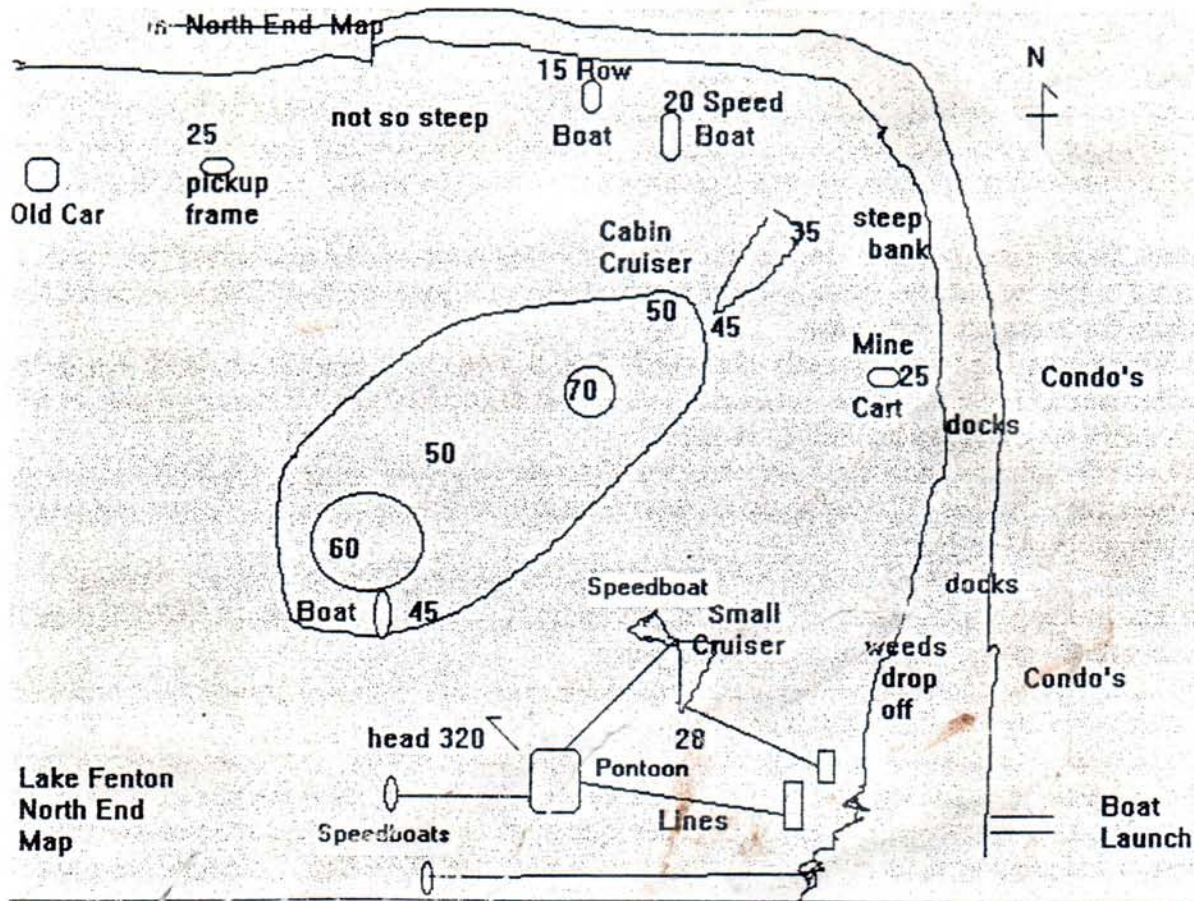 North End Map
N
15 Row
Boat
20 Speed
Boat
not so steep
25
pickup
frame
Old Car
Cabin
Cruiser
35
steep
bank
50
45
Mine
25
Cart
70
Condo's
docks
50
60
Boat
45
docks
Speedboat
Small
Cruiser
weeds
drop
off
Condo's
head 320
28
Pontoon
Lines
Speedboats
Lake Fenton
North End
Map
Boat
Launch